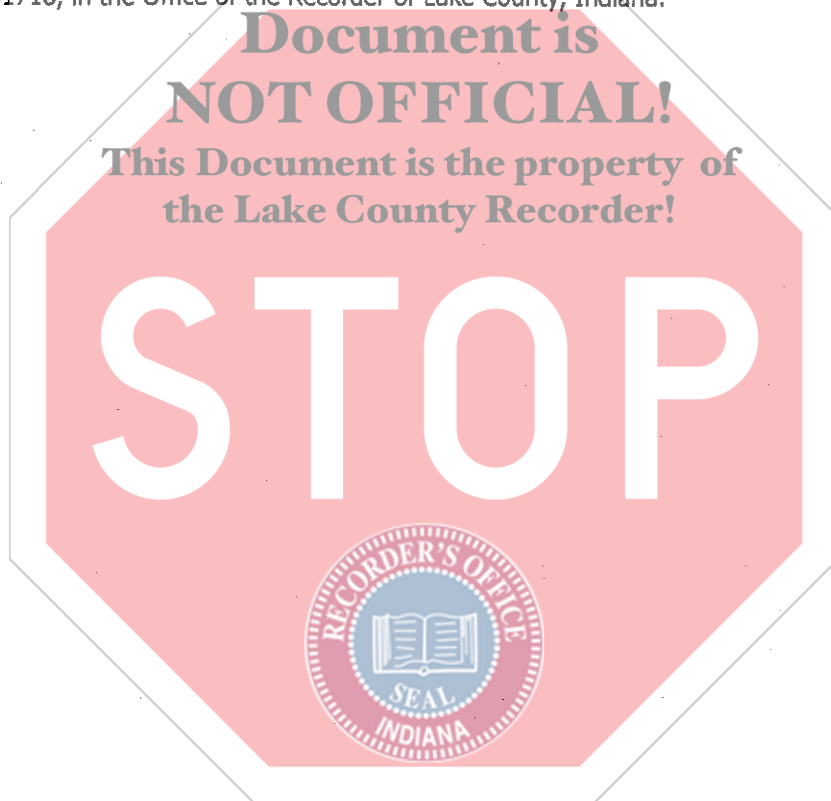 1710, in the Office of the Recorder of Lake County, Indiana.
Document is
NOT OFFICIAL!
This Document is the property of
the Lake County Recorder!
STOP
RECORDER'S OFFICE
SEAL
INDIANA